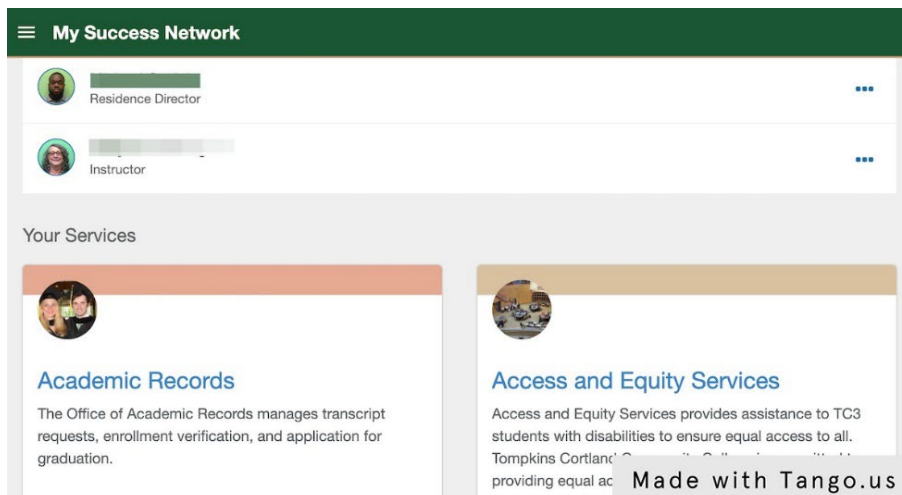 My Success Network
Residence Director
Instructor
Your Services
Academic Records
The Office of Academic Records manages transcript
requests, enrollment verification, and application for
graduation.
Access and Equity Services
Access and Equity Services provides assistance to TC3
students with disabilities to ensure equal access to all.
Tompkins Cortland
providing equal
Made with Tango.us